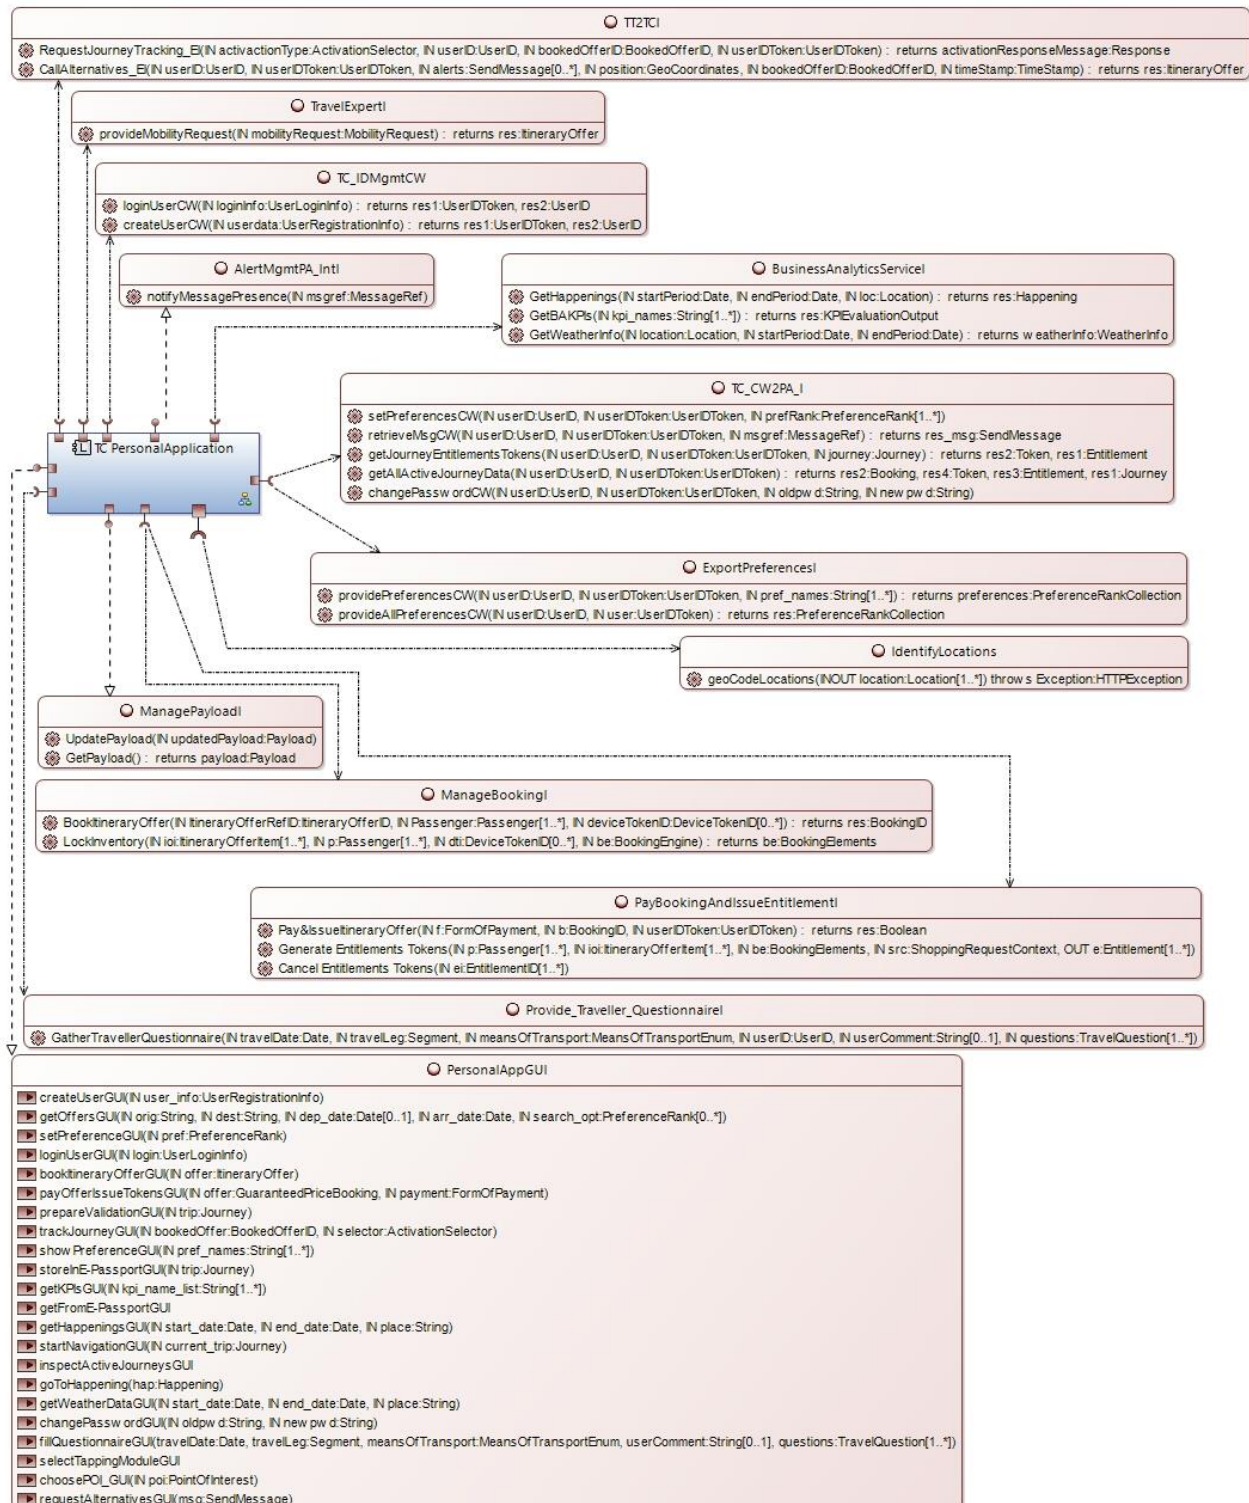 TT2TCI
RequestJourneyTracking_EI(IN activactionType:ActivationSelector, IN userID:UserID, IN bookedOfferID:BookedOfferID, IN userIDToken:UserIDToken) : returns activationResponseMessage:Response
CallAlternatives_EI(IN userID:UserID, IN userIDToken:UserIDToken, IN alerts:SendMessage[0..*], IN position:GeoCoordinates, IN bookedOfferID:BookedOfferID, IN timeStamp:TimeStamp) : returns res:ItineraryOffer
TravelExpertI
provideMobilityRequest(IN mobilityRequest:MobilityRequest) : returns res:ItineraryOffer
TC_IDMgmtCW
loginUserCW(IN loginInfo:UserLoginInfo) : returns res1:UserIDToken, res2:UserID
createUserCW(IN userdata:UserRegistrationInfo) : returns res1:UserIDToken, res2:UserID
AlertMgmtPA_IntI
notifyMessagePresence(IN msgref:MessageRef)
BusinessAnalyticsServiceI
GetHappenings(IN startPeriod:Date, IN endPeriod:Date, IN loc:Location) : returns res:Happening
GetBAKPIs(IN kpi_names:String[1..*]) : returns res:KPIEvaluationOutput
GetWeatherInfo(IN location:Location, IN startPeriod:Date, IN endPeriod:Date) : returns weatherInfo:WeatherInfo
TC_CW2PA_I
setPreferencesCW(IN userID:UserID, IN userIDToken:UserIDToken, IN prefRank:PreferenceRank[1..*])
retrieveMsgCW(IN userID:UserID, IN userIDToken:UserIDToken, IN msgref:MessageRef) : returns res_msg:SendMessage
getJourneyEntitlementsTokens(IN userID:UserID, IN userIDToken:UserIDToken, IN journey:Journey) : returns res2:Token, res1:Entitlement
getAllActiveJourneyData(IN userID:UserID, IN userIDToken:UserIDToken) : returns res2:Booking, res4:Token, res3:Entitlement, res1:Journey
changePasswordCW(IN userID:UserID, IN userIDToken:UserIDToken, IN oldpwd:String, IN newpwd:String)
TC PersonalApplication
ExportPreferencesI
providePreferencesCW(IN userID:UserID, IN userIDToken:UserIDToken, IN pref_names:String[1..*]) : returns preferences:PreferenceRankCollection
provideAllPreferencesCW(IN userID:UserID, IN user:UserIDToken) : returns res:PreferenceRankCollection
IdentifyLocations
geoCodeLocations(INOUT location:Location[1..*]) throws Exception:HTTPException
ManagePayloadI
UpdatePayload(IN updatedPayload:Payload)
GetPayload() : returns payload:Payload
ManageBookingI
BookItineraryOffer(IN ItineraryOfferRefID:ItineraryOfferID, IN Passenger:Passenger[1..*], IN deviceTokenID:DeviceTokenID[0..*]) : returns res:BookingID
LockInventory(IN ioi:ItineraryOfferItem[1..*], IN p:Passenger[1..*], IN dti:DeviceTokenID[0..*], IN be:BookingEngine) : returns be:BookingElements
PayBookingAndIssueEntitlementI
Pay&IssueItineraryOffer(IN f:FormOfPayment, IN b:BookingID, IN userIDToken:UserIDToken) : returns res:Boolean
Generate Entitlements Tokens(IN p:Passenger[1..*], IN ioi:ItineraryOfferItem[1..*], IN be:BookingElements, IN src:ShoppingRequestContext, OUT e:Entitlement[1..*])
Cancel Entitlements Tokens(IN ei:EntitlementID[1..*])
Provide_Traveller_QuestionnaireI
GatherTravellerQuestionnaire(IN travelDate:Date, IN travelLeg:Segment, IN meansOfTransport:MeansOfTransportEnum, IN userID:UserID, IN userComment:String[0..1], IN questions:TravelQuestion[1..*])
PersonalAppGUI
createUserGUI(IN user_info:UserRegistrationInfo)
getOffersGUI(IN orig:String, IN dest:String, IN dep_date:Date[0..1], IN arr_date:Date, IN search_opt:PreferenceRank[0..*])
setPreferenceGUI(IN pref:PreferenceRank)
loginUserGUI(IN login:UserLoginInfo)
bookItineraryOfferGUI(IN offer:ItineraryOffer)
payOfferIssueTokensGUI(IN offer:GuaranteedPriceBooking, IN payment:FormOfPayment)
prepareValidationGUI(IN trip:Journey)
trackJourneyGUI(IN bookedOffer:BookedOfferID, IN selector:ActivationSelector)
showPreferenceGUI(IN pref_names:String[1..*])
storeInE-PassportGUI(IN trip:Journey)
getKPIsGUI(IN kpi_name_list:String[1..*])
getFromE-PassportGUI
getHappeningsGUI(IN start_date:Date, IN end_date:Date, IN place:String)
startNavigationGUI(IN current_trip:Journey)
inspectActiveJourneysGUI
goToHappening(hap:Happening)
getWeatherDataGUI(IN start_date:Date, IN end_date:Date, IN place:String)
changePasswordGUI(IN oldpwd:String, IN newpwd:String)
fillQuestionnaireGUI(travelDate:Date, travelLeg:Segment, meansOfTransport:MeansOfTransportEnum, userComment:String[0..1], questions:TravelQuestion[1..*])
selectTappingModuleGUI
choosePOI_GUI(IN poi:PointOfInterest)
requestAlternativesGUI(msg:SendMessage)